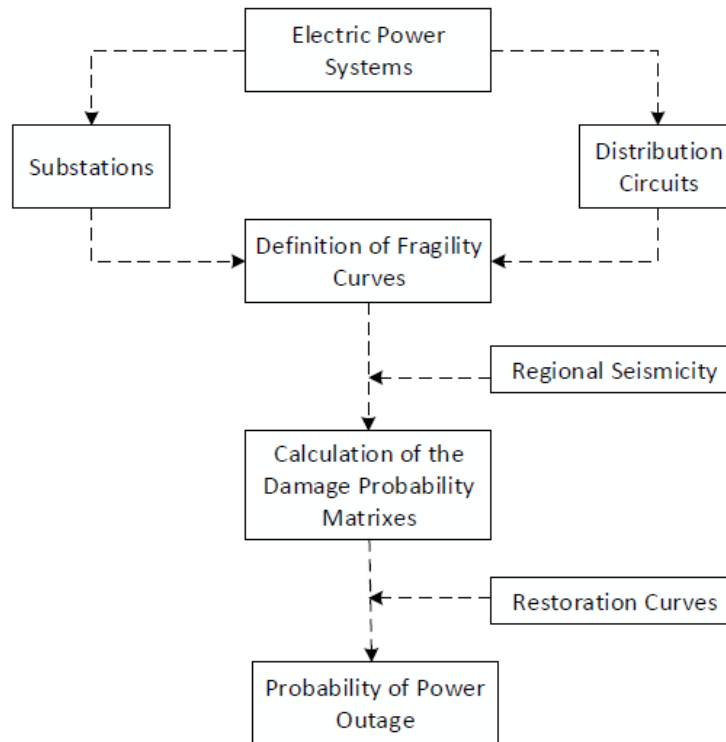 Electric Power
Systems
Substations
Distribution
Circuits
Definition of Fragility
Curves
Regional Seismicity
Calculation of the
Damage Probability
Matrixes
Restoration Curves
Probability of Power
Outage